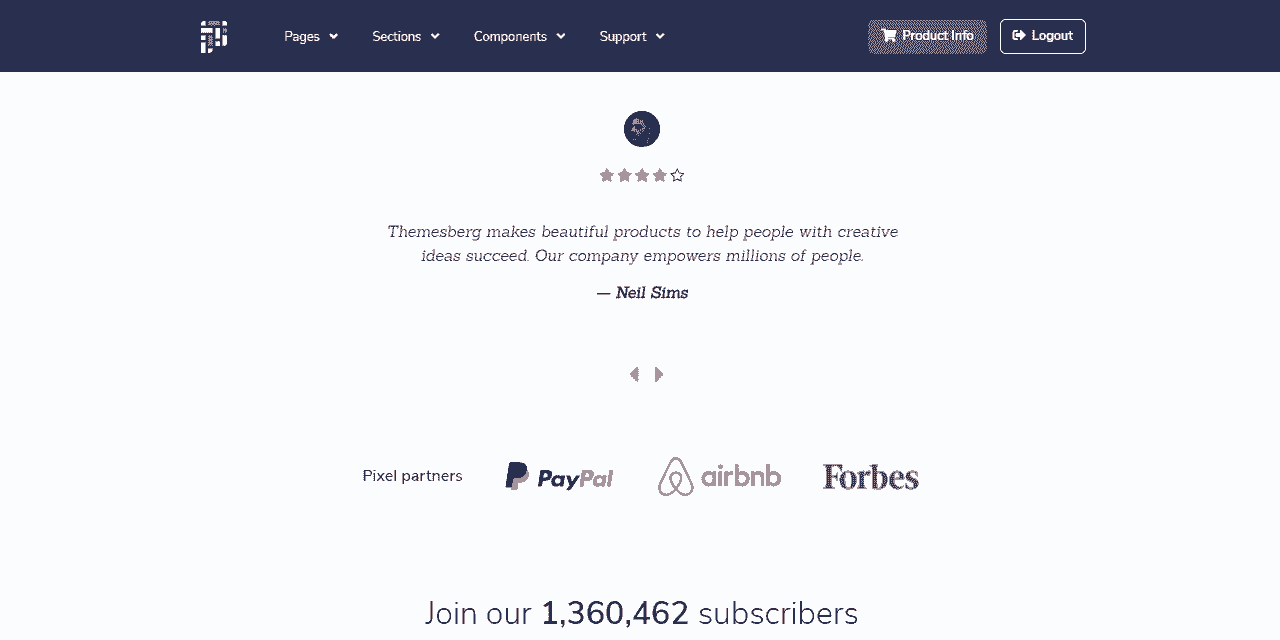 Pages Sections Components Support Product Info Logout
Themesberg makes beautiful products to help people with creative
ideas succeed. Our company empowers millions of people.
— Neil Sims
Pixel partners PayPal airbnb Forbes
Join our 1,360,462 subscribers